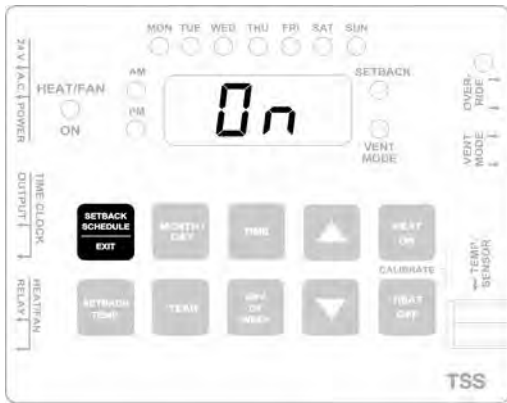 MON TUE WED THU FRI SAT SUN
24 V A.C. POWER
HEAT/FAN
ON
AM
PM
On
SETBACK
VENT
MODE
OVER-
RIDE
VENT
MODE
TIME CLOCK
OUTPUT
SETBACK
SCHEDULE
EXIT
MONTH /
DAY
TIME
HEAT
ON
CALIBRATE
TEMP
SENSOR
HEAT/FAN
RELAY
SETBACK
TEMP
YEAR
DAY
OF
WEEK
HEAT
OFF
TSS